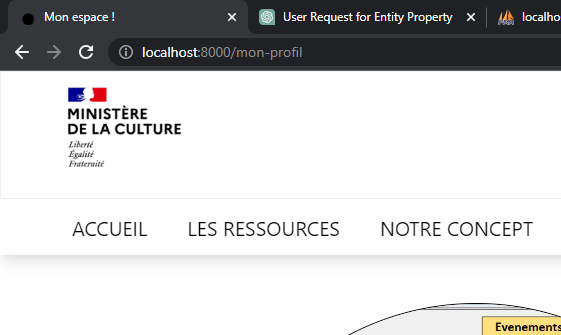 Mon espace !
User Request for Entity Property
localho
localhost:8000/mon-profil
MINISTÈRE
DE LA CULTURE
Liberté
Égalité
Fraternité
ACCUEIL LES RESSOURCES NOTRE CONCEPT
Evenements